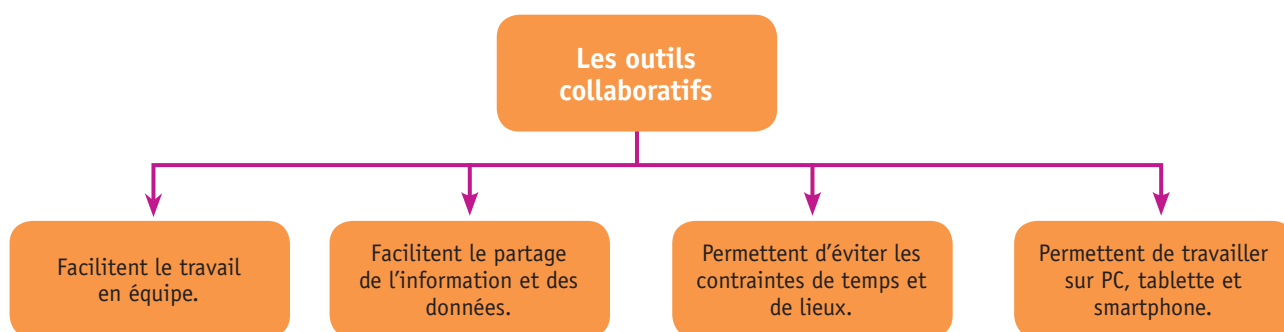 Les outils
collaboratifs
Facilitent le travail
en équipe.
Facilitent le partage
de l’information et des
données.
Permettent d’éviter les
contraintes de temps et
de lieux.
Permettent de travailler
sur PC, tablette et
smartphone.